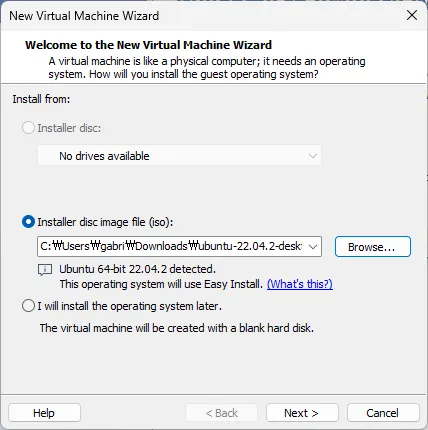 New Virtual Machine Wizard
Welcome to the New Virtual Machine Wizard
A virtual machine is like a physical computer; it needs an operating
system. How will you install the guest operating system?
Install from:
Installer disc:
No drives available
Installer disc image file (iso):
C:₩Users₩gabri₩Downloads₩ubuntu-22.04.2-desk
Browse...
Ubuntu 64-bit 22.04.2 detected.
This operating system will use Easy Install. (What's this?)
I will install the operating system later.
The virtual machine will be created with a blank hard disk.
Help
< Back
Next >
Cancel